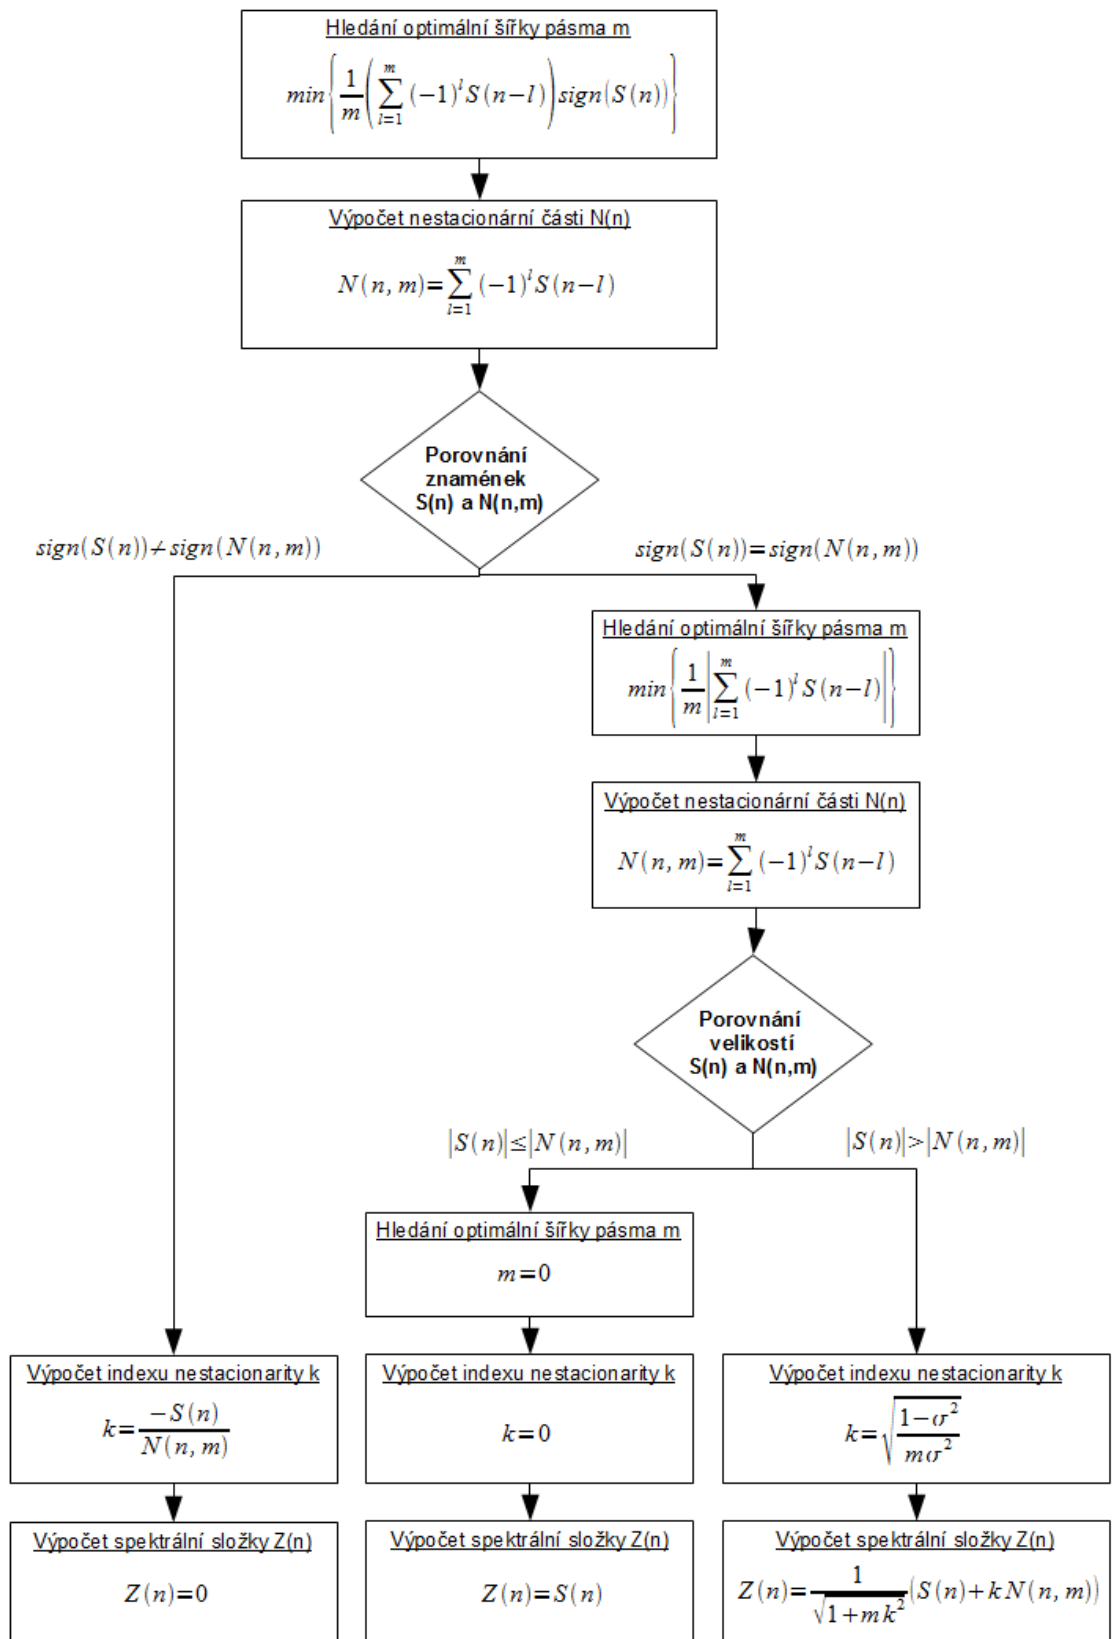 Hledání optimální šířky pásma m
min{1/m(∑_{l=1}^{m}(−1)^l S(n−l))sign(S(n))}
Výpočet nestacionární části N(n)
N(n,m)=∑_{l=1}^{m}(−1)^l S(n−l)
Porovnání
znamének
S(n) a N(n,m)
sign(S(n))≠sign(N(n,m))
sign(S(n))=sign(N(n,m))
Hledání optimální šířky pásma m
min{1/m|∑_{l=1}^{m}(−1)^l S(n−l)|}
Výpočet nestacionární části N(n)
N(n,m)=∑_{l=1}^{m}(−1)^l S(n−l)
Porovnání
velikostí
S(n) a N(n,m)
|S(n)|≤|N(n,m)|
|S(n)|>|N(n,m)|
Hledání optimální šířky pásma m
m=0
Výpočet indexu nestacionarity k
k=−S(n)/N(n,m)
Výpočet indexu nestacionarity k
k=0
Výpočet indexu nestacionarity k
k=√((1−σ²)/(mσ²))
Výpočet spektrální složky Z(n)
Z(n)=0
Výpočet spektrální složky Z(n)
Z(n)=S(n)
Výpočet spektrální složky Z(n)
Z(n)=1/√(1+mk²)(S(n)+kN(n,m))